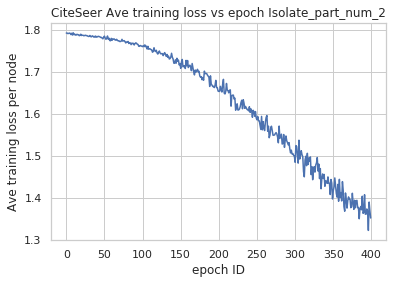 CiteSeer Ave training loss vs epoch Isolate_part_num_2
Ave training loss per node
1.8
1.7
1.6
1.5
1.4
1.3
0 50 100 150 200 250 300 350 400
epoch ID